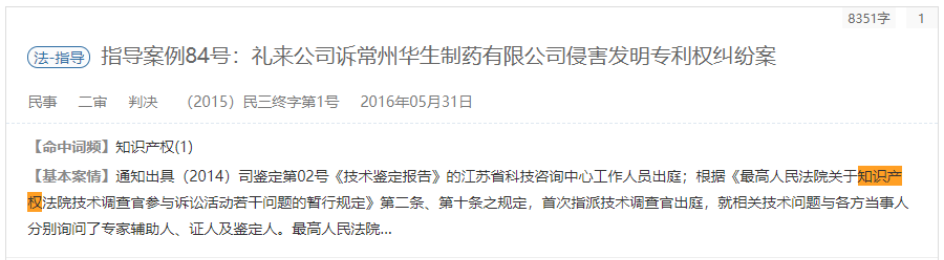 8351字 1
法-指导 指导案例84号：礼来公司诉常州华生制药有限公司侵害发明专利权纠纷案
民事 二审 判决 （2015）民三终字第1号 2016年05月31日
【命中词频】知识产权(1)
【基本案情】通知出具（2014）司鉴定第02号《技术鉴定报告》的江苏省科技咨询中心工作人员出庭；根据《最高人民法院关于知识产
权法院技术调查官参与诉讼活动若干问题的暂行规定》第二条、第十条之规定，首次指派技术调查官出庭，就相关技术问题与各方当事人
分别询问了专家辅助人、证人及鉴定人。最高人民法院...